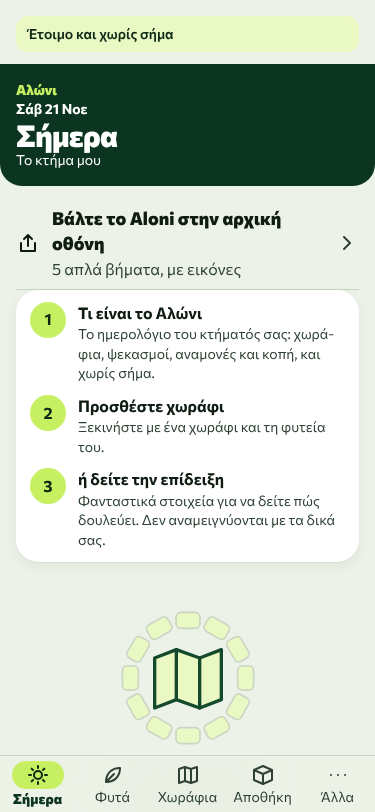 Έτοιμο και χωρίς σήμα
Αλώνι
Σάβ 21 Νοε
Σήμερα
Το κτήμα μου
Βάλτε το Aloni στην αρχική
οθόνη
5 απλά βήματα, με εικόνες
1
Τι είναι το Αλώνι
Το ημερολόγιο του κτήματός σας: χωρά-
φια, ψεκασμοί, αναμονές και κοπή, και
χωρίς σήμα.
2
Προσθέστε χωράφι
Ξεκινήστε με ένα χωράφι και τη φυτεία
του.
3
ή δείτε την επίδειξη
Φανταστικά στοιχεία για να δείτε πώς
δουλεύει. Δεν αναμειγνύονται με τα δικά
σας.
Σήμερα
Φυτά
Χωράφια
Αποθήκη
Άλλα